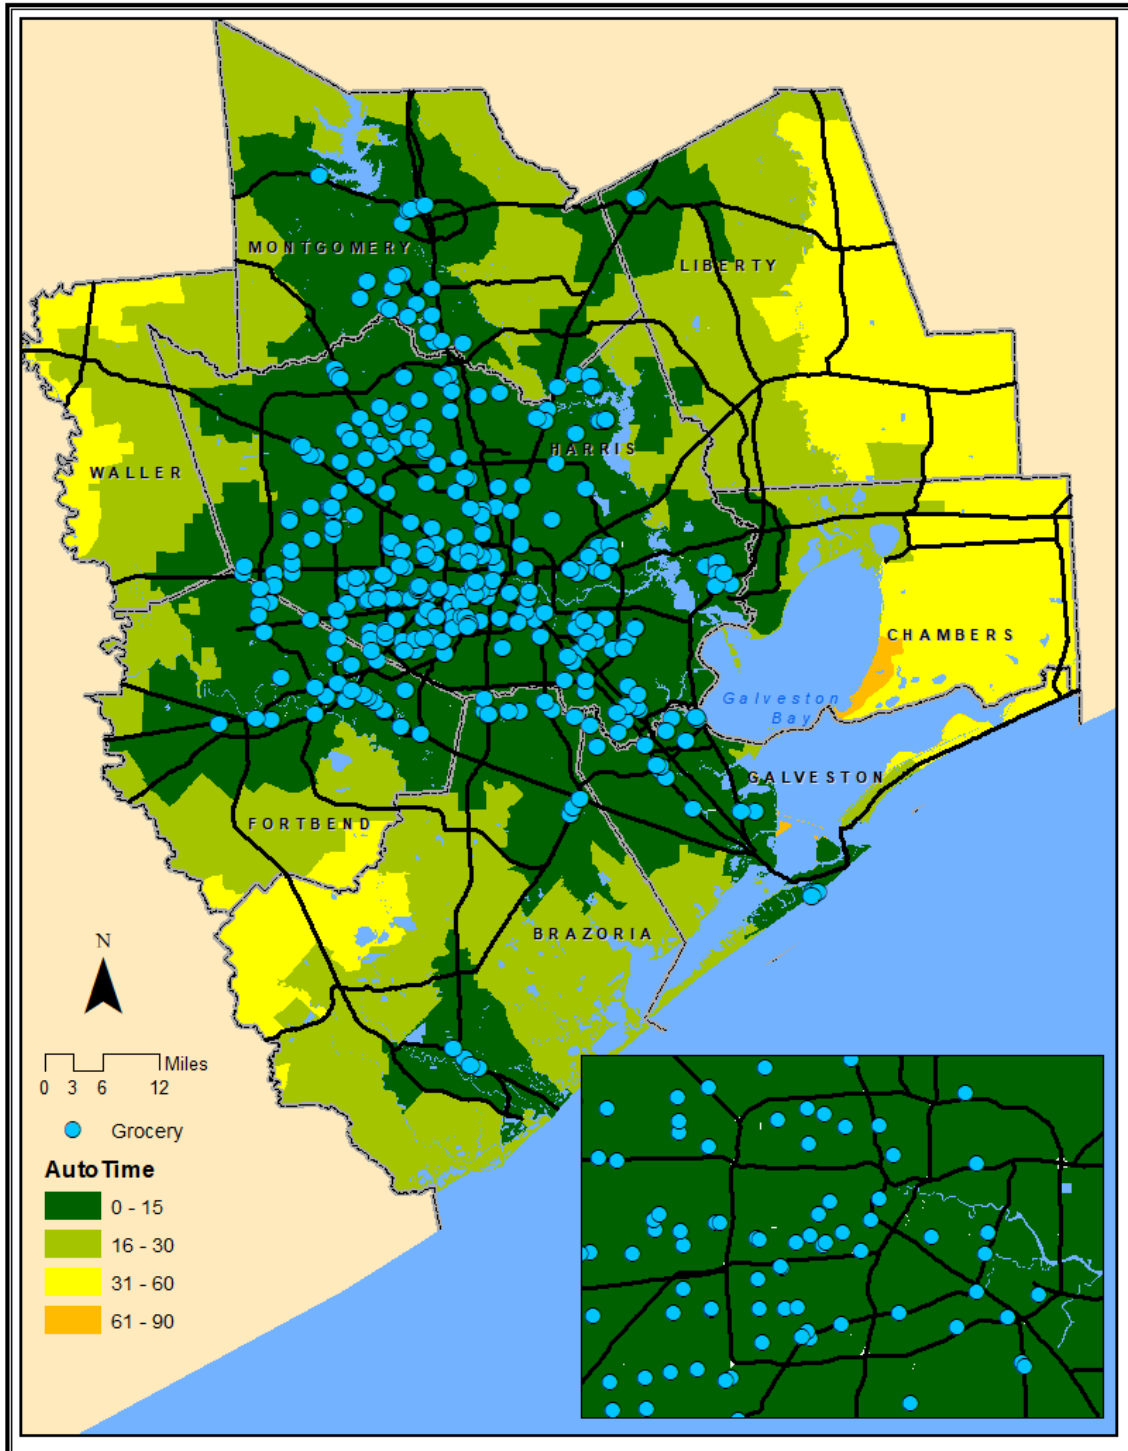 MONTGOMERY
LIBERTY
HARRIS
WALLER
CHAMBERS
Galveston
Bay
GALVESTON
FORTBEND
BRAZORIA
N
Miles
0 3 6 12
Grocery
Auto Time
0 - 15
16 - 30
31 - 60
61 - 90